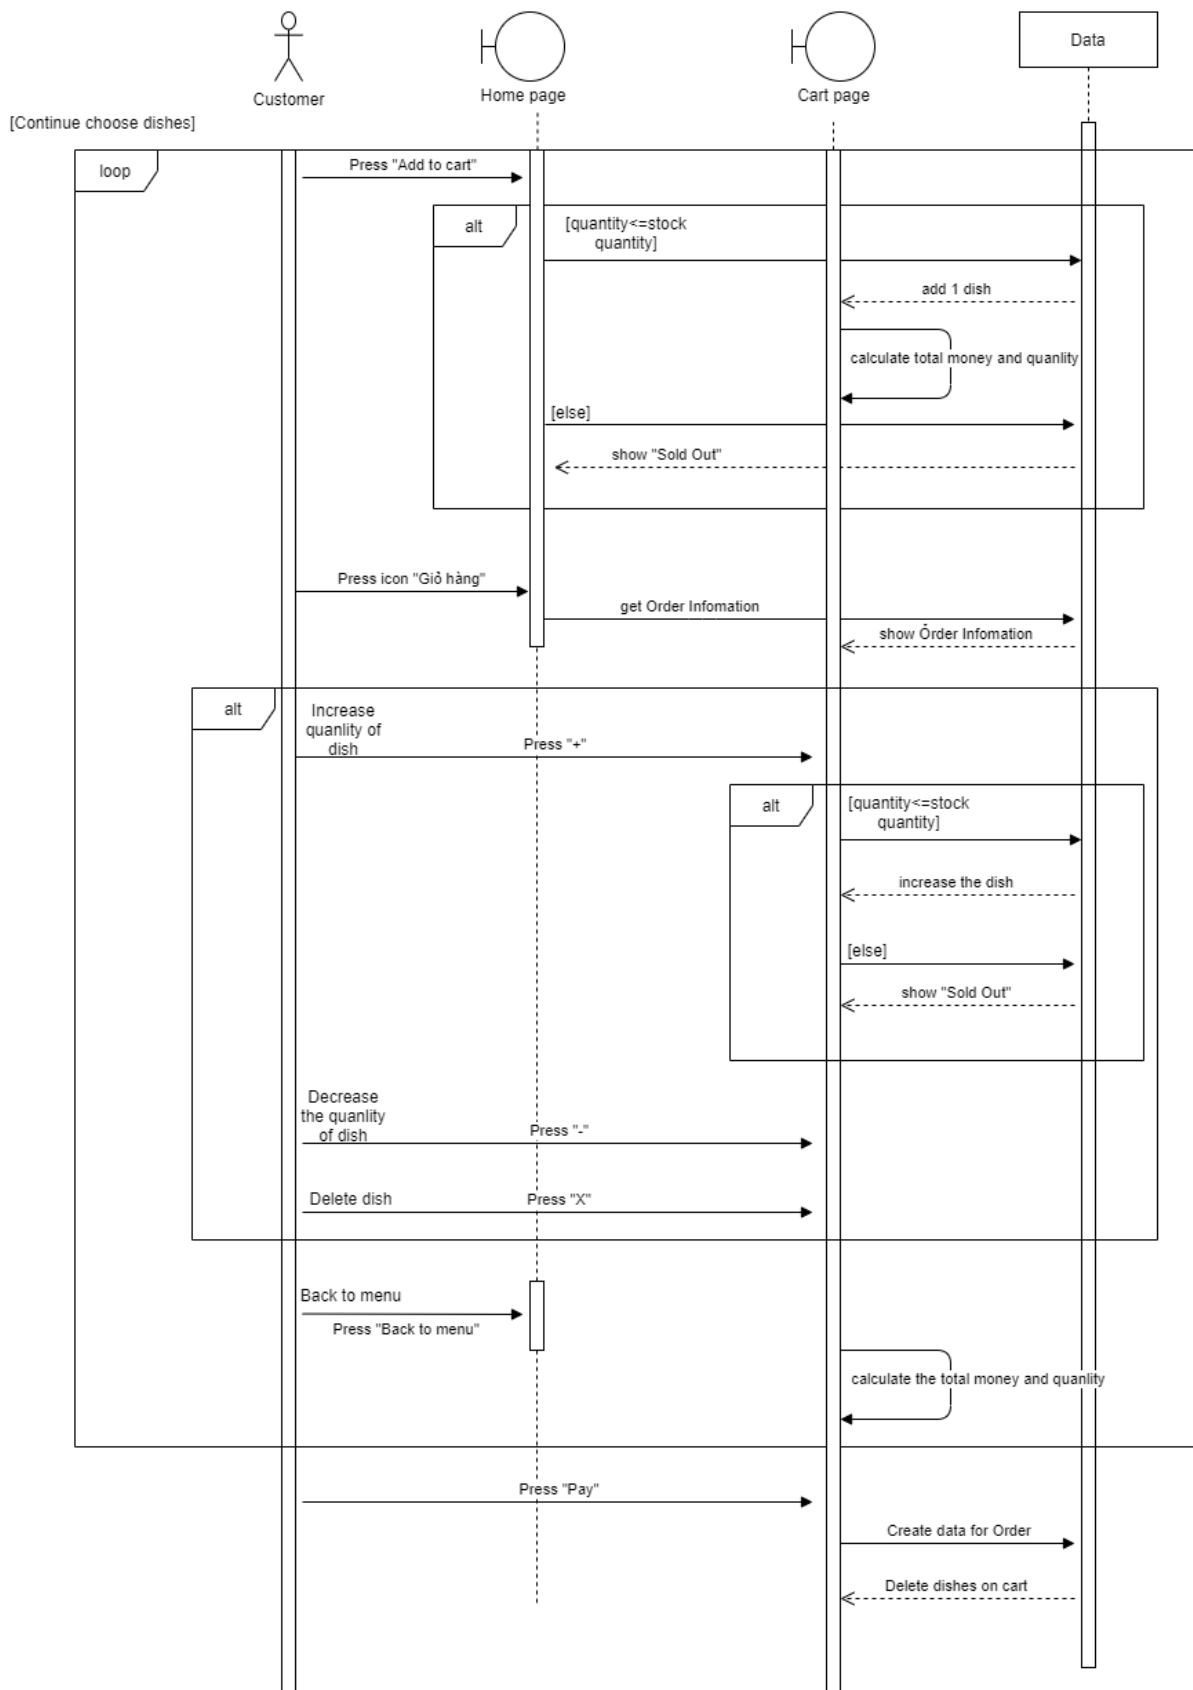 Customer
Home page
Cart page
Data
[Continue choose dishes]
loop
Press "Add to cart"
alt
[quantity<=stock
quantity]
add 1 dish
calculate total money and quanlity
[else]
show "Sold Out"
Press icon "Giỏ hàng"
get Order Infomation
show Order Infomation
alt
Increase
quanlity of
dish
Press "+"
alt
[quantity<=stock
quantity]
increase the dish
[else]
show "Sold Out"
Decrease
the quanlity
of dish
Press "-"
Delete dish
Press "X"
Back to menu
Press "Back to menu"
calculate the total money and quanlity
Press "Pay"
Create data for Order
Delete dishes on cart